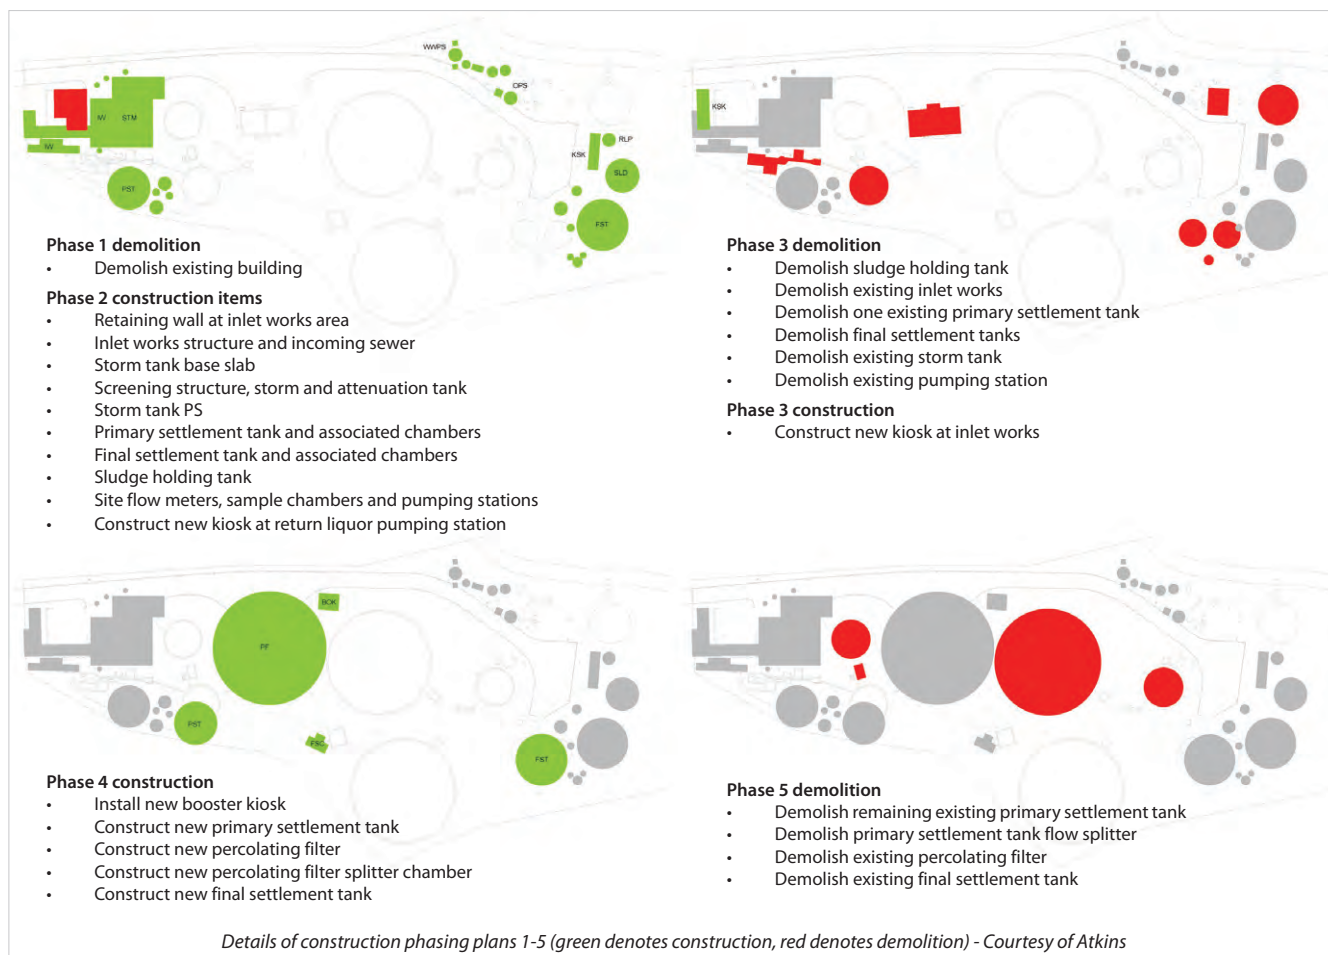 WWPS
OPS
IW
STM
IW
RLP
KSK
SLD
PST
FST
Phase 1 demolition
• Demolish existing building
Phase 2 construction items
• Retaining wall at inlet works area
• Inlet works structure and incoming sewer
• Storm tank base slab
• Screening structure, storm and attenuation tank
• Storm tank PS
• Primary settlement tank and associated chambers
• Final settlement tank and associated chambers
• Sludge holding tank
• Site flow meters, sample chambers and pumping stations
• Construct new kiosk at return liquor pumping station
KSK
Phase 3 demolition
• Demolish sludge holding tank
• Demolish existing inlet works
• Demolish one existing primary settlement tank
• Demolish final settlement tanks
• Demolish existing storm tank
• Demolish existing pumping station
Phase 3 construction
• Construct new kiosk at inlet works
BOK
PF
PST
FSC
FST
Phase 4 construction
• Install new booster kiosk
• Construct new primary settlement tank
• Construct new percolating filter
• Construct new percolating filter splitter chamber
• Construct new final settlement tank
Phase 5 demolition
• Demolish remaining existing primary settlement tank
• Demolish primary settlement tank flow splitter
• Demolish existing percolating filter
• Demolish existing final settlement tank
Details of construction phasing plans 1-5 (green denotes construction, red denotes demolition) - Courtesy of Atkins